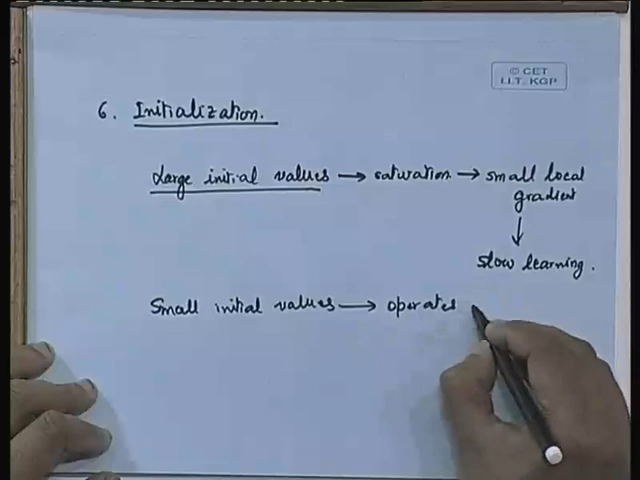 © CET
I.I.T. KGP
6. Initialization.
Large initial values → saturation → small local
gradient
↓
slow learning.
Small initial values → operates